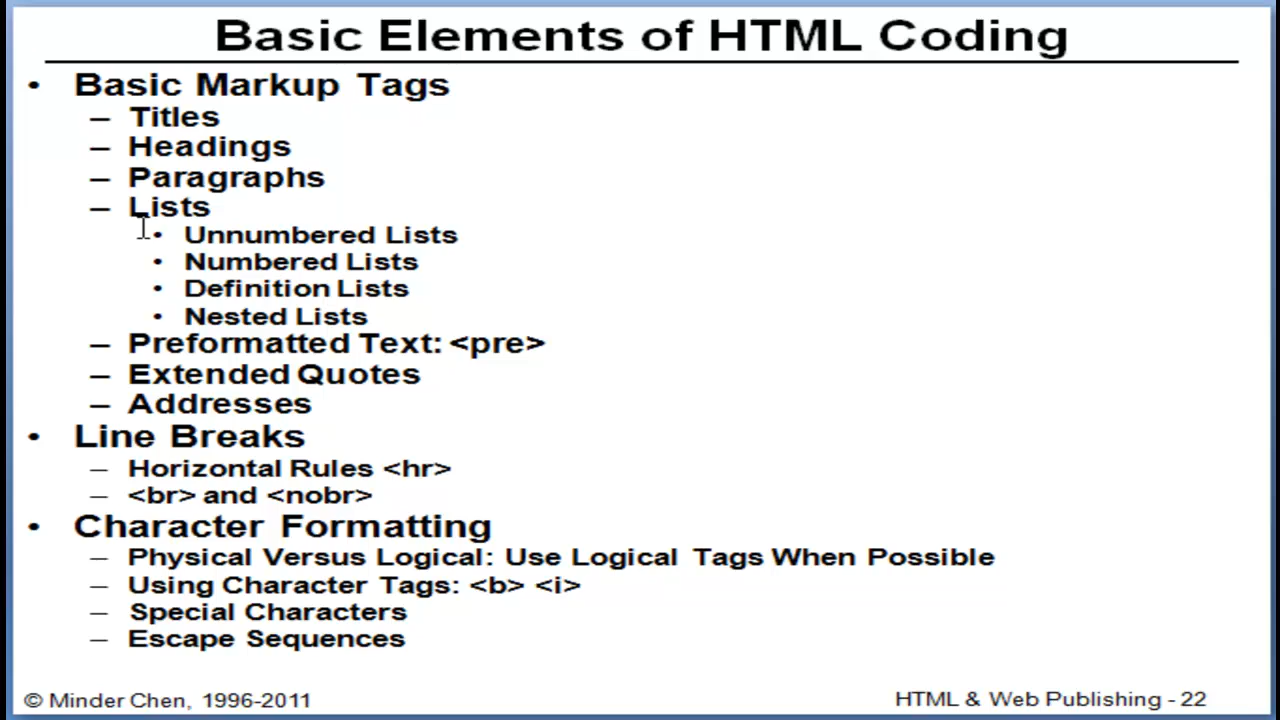 Basic Elements of HTML Coding
• Basic Markup Tags
– Titles
– Headings
– Paragraphs
– Lists
• Unnumbered Lists
• Numbered Lists
• Definition Lists
• Nested Lists
– Preformatted Text: <pre>
– Extended Quotes
– Addresses
• Line Breaks
– Horizontal Rules <hr>
– <br> and <nobr>
• Character Formatting
– Physical Versus Logical: Use Logical Tags When Possible
– Using Character Tags: <b> <i>
– Special Characters
– Escape Sequences
© Minder Chen, 1996-2011
HTML & Web Publishing - 22